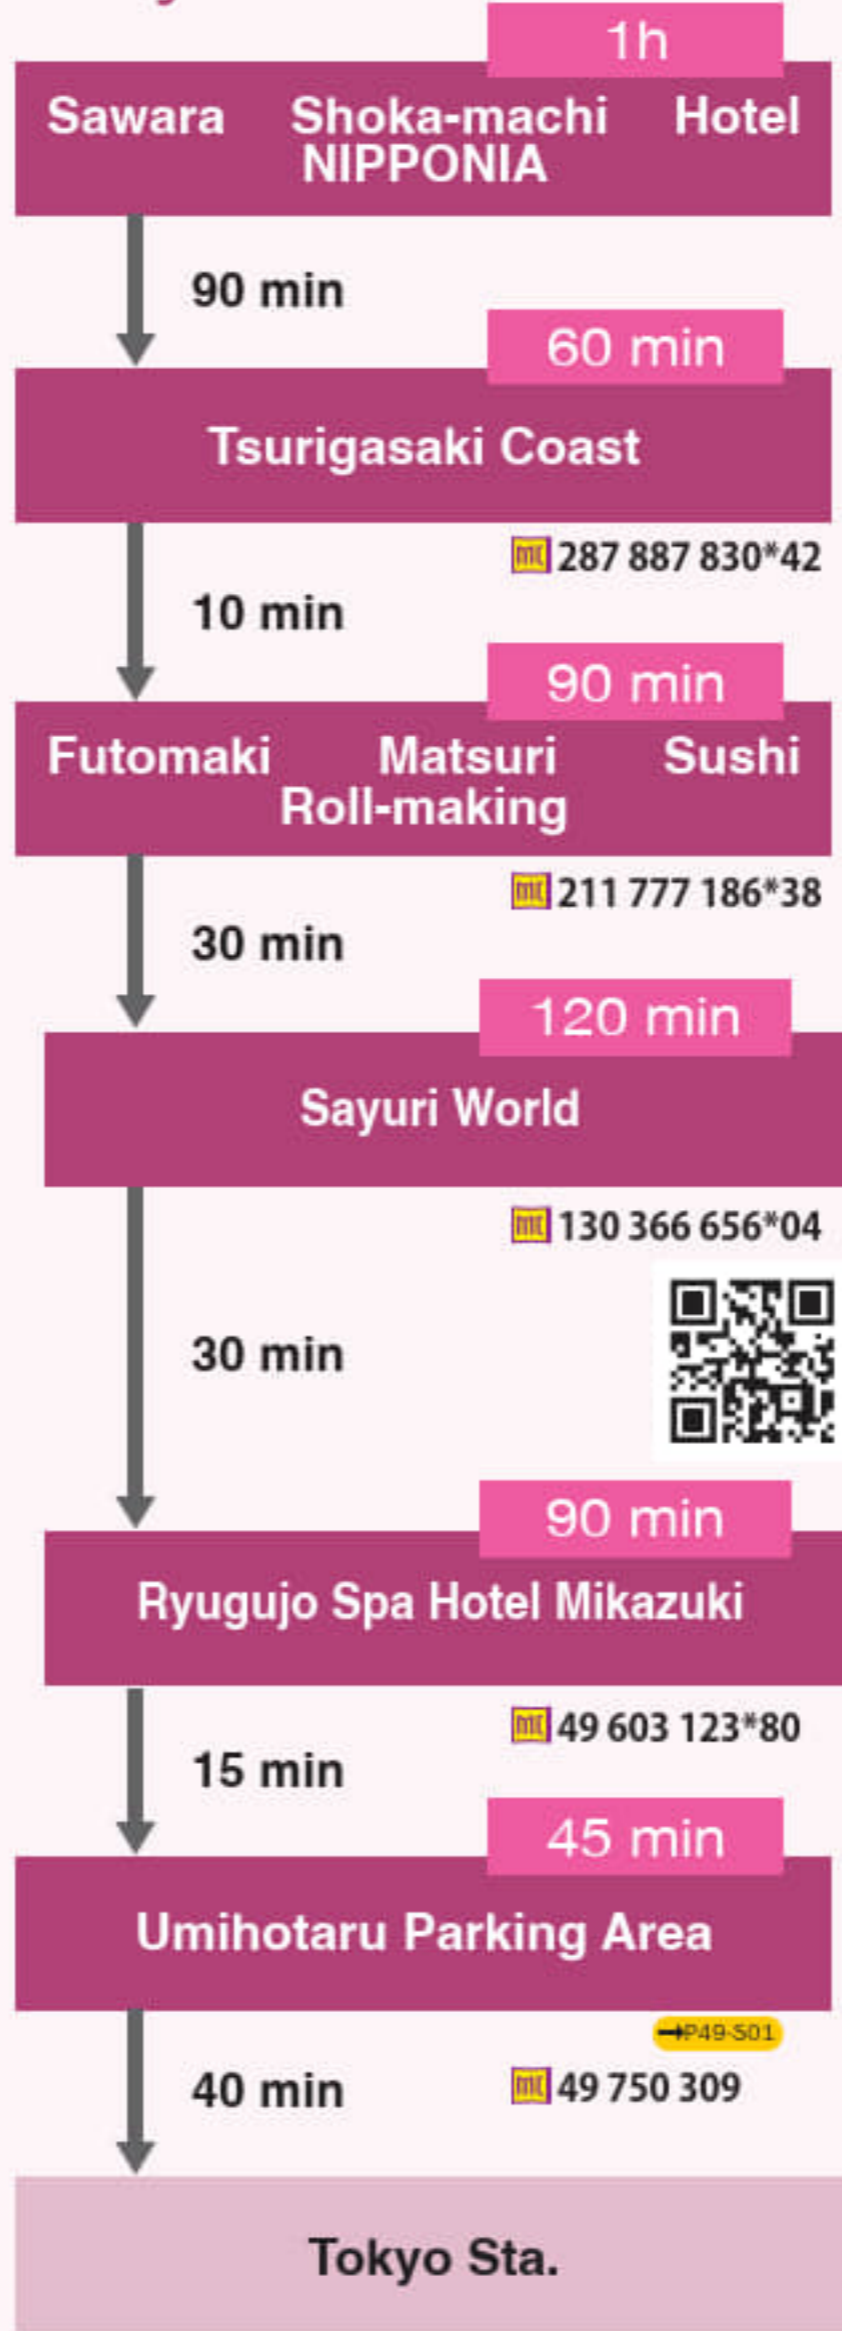 1h
Sawara Shoka-machi Hotel
NIPPONIA
90 min
60 min
Tsurigasaki Coast
287 887 830*42
10 min
90 min
Futomaki Matsuri Sushi
Roll-making
211 777 186*38
30 min
120 min
Sayuri World
130 366 656*04
30 min
90 min
Ryugujo Spa Hotel Mikazuki
49 603 123*80
15 min
45 min
Umihotaru Parking Area
→P49-S01
40 min
49 750 309
Tokyo Sta.